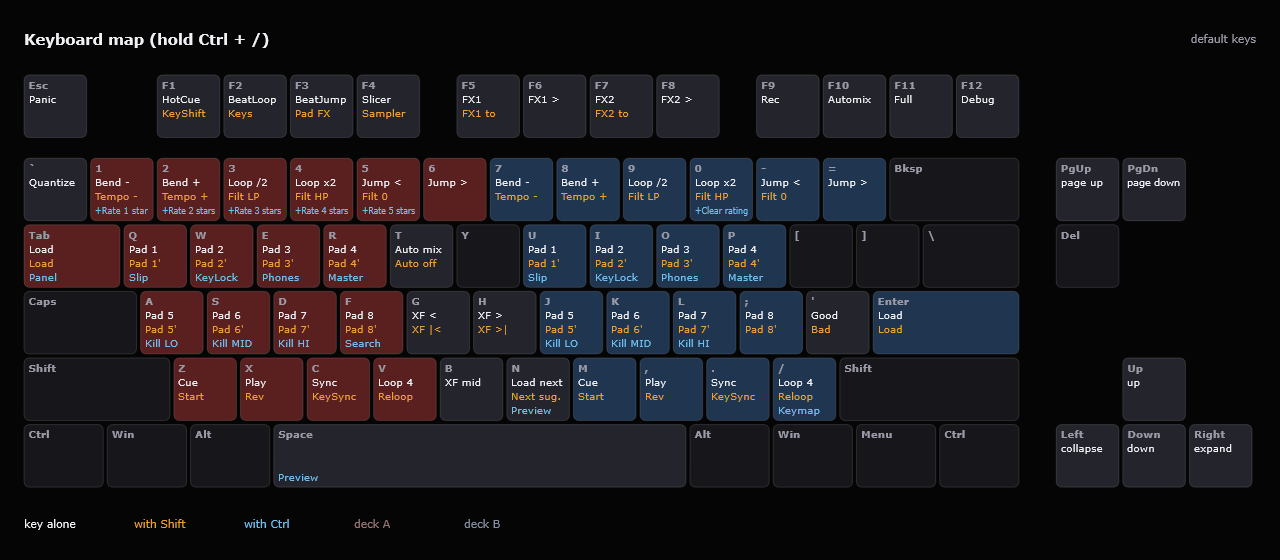 Keyboard map (hold Ctrl + /)
default keys
Esc
Panic
F1
HotCue
KeyShift
F2
BeatLoop
Keys
F3
BeatJump
Pad FX
F4
Slicer
Sampler
F5
FX1
FX1 to
F6
FX1 >
F7
FX2
FX2 to
F8
FX2 >
F9
Rec
F10
Automix
F11
Full
F12
Debug
`
Quantize
1
Bend -
Tempo -
+Rate 1 star
2
Bend +
Tempo +
+Rate 2 stars
3
Loop /2
Filt LP
+Rate 3 stars
4
Loop x2
Filt HP
+Rate 4 stars
5
Jump <
Filt 0
+Rate 5 stars
6
Jump >
7
Bend -
Tempo -
8
Bend +
Tempo +
9
Loop /2
Filt LP
0
Loop x2
Filt HP
+Clear rating
-
Jump <
Filt 0
=
Jump >
Bksp
PgUp
page up
PgDn
page down
Tab
Load
Load
Panel
Q
Pad 1
Pad 1'
Slip
W
Pad 2
Pad 2'
KeyLock
E
Pad 3
Pad 3'
Phones
R
Pad 4
Pad 4'
Master
T
Auto mix
Auto off
Y
U
Pad 1
Pad 1'
Slip
I
Pad 2
Pad 2'
KeyLock
O
Pad 3
Pad 3'
Phones
P
Pad 4
Pad 4'
Master
[
]
\
Del
Caps
A
Pad 5
Pad 5'
Kill LO
S
Pad 6
Pad 6'
Kill MID
D
Pad 7
Pad 7'
Kill HI
F
Pad 8
Pad 8'
Search
G
XF <
XF |<
H
XF >
XF >|
J
Pad 5
Pad 5'
Kill LO
K
Pad 6
Pad 6'
Kill MID
L
Pad 7
Pad 7'
Kill HI
;
Pad 8
Pad 8'
'
Good
Bad
Enter
Load
Load
Shift
Z
Cue
Start
X
Play
Rev
C
Sync
KeySync
V
Loop 4
Reloop
B
XF mid
N
Load next
Next sug.
Preview
M
Cue
Start
,
Play
Rev
.
Sync
KeySync
/
Loop 4
Reloop
Keymap
Shift
Up
up
Ctrl
Win
Alt
Space
Preview
Alt
Win
Menu
Ctrl
Left
collapse
Down
down
Right
expand
key alone
with Shift
with Ctrl
deck A
deck B